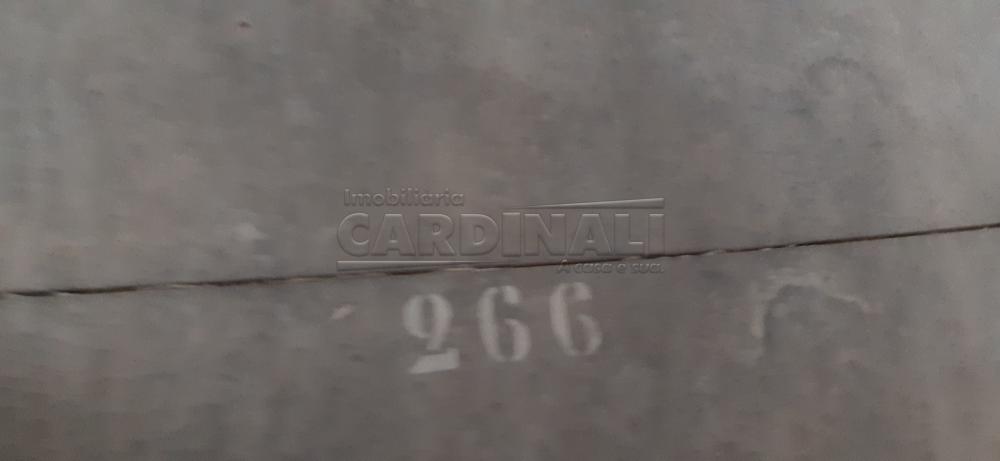 Imobiliária
CARDINALI
A casa é sua.
266